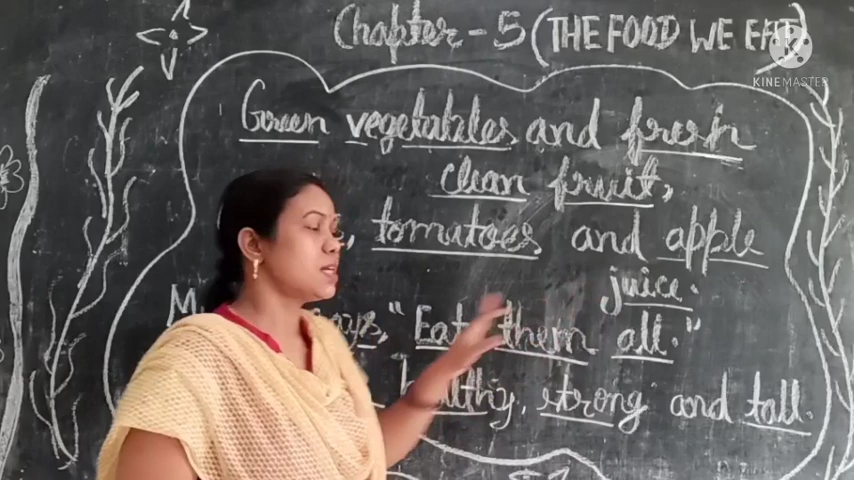 Chapter - 5 (THE FOOD WE EAT)
KINEMASTER
Green vegetables and fresh
clean fruit,
, tomatoes, and apple
juice.
says, "Eat them all."
healthy, strong and tall.